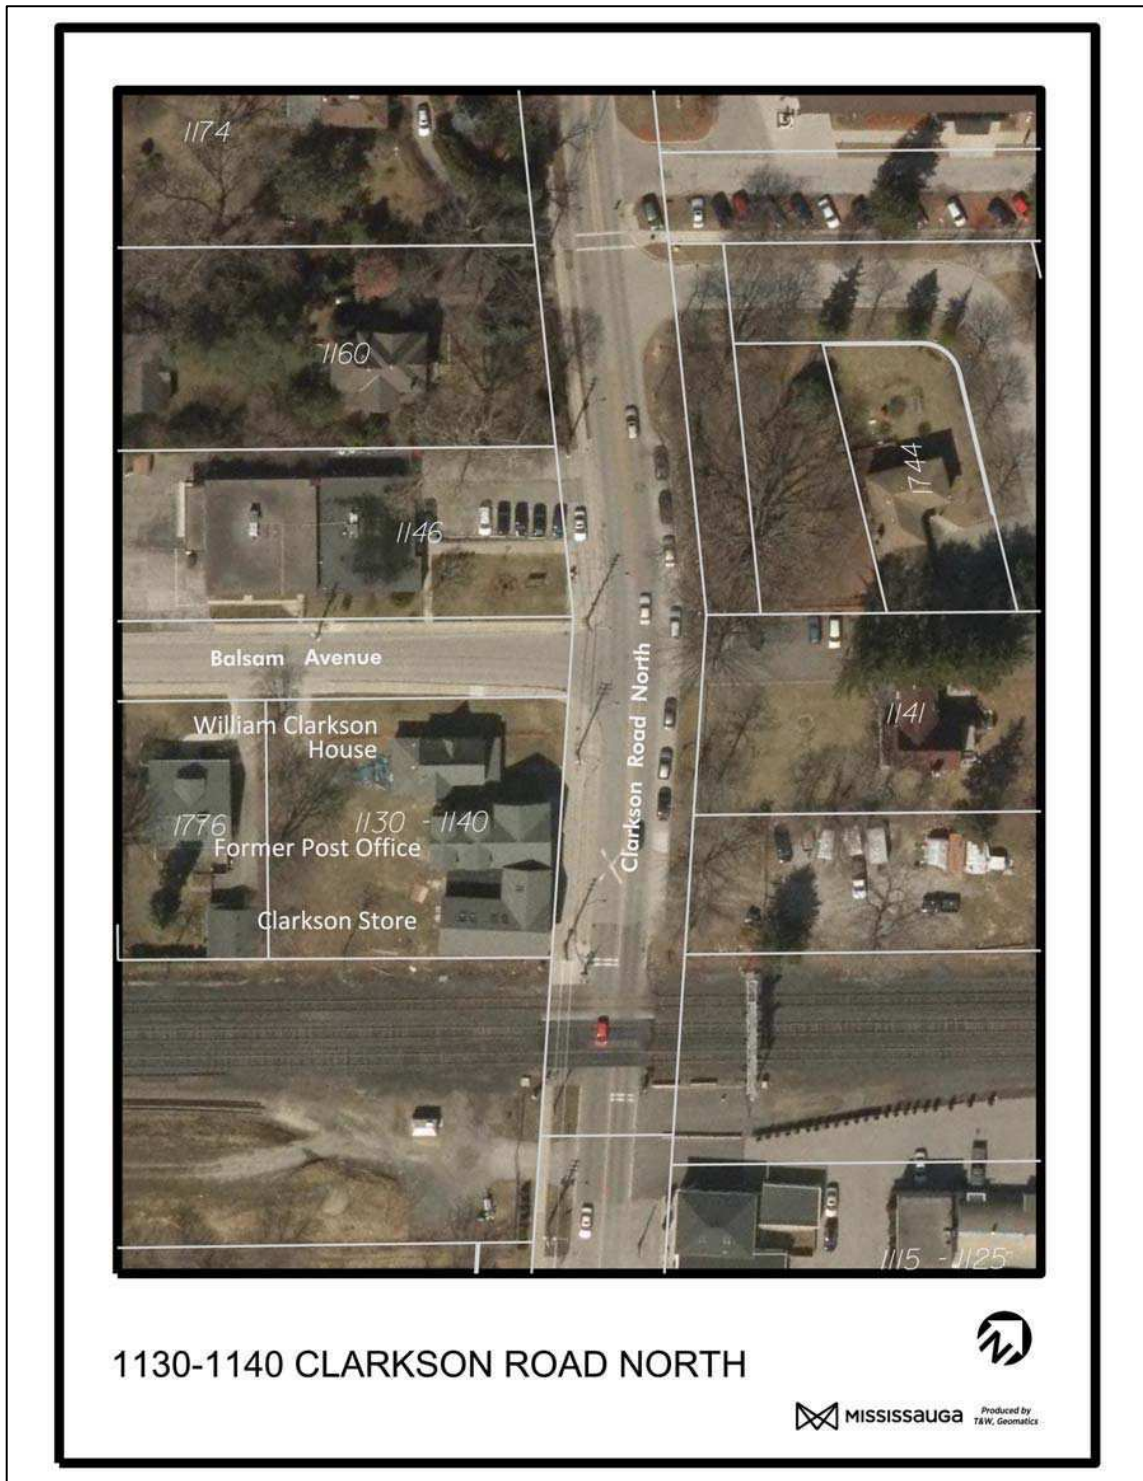 1174
1160
1744
1146
Balsam Avenue
Clarkson Road North
William Clarkson
House
1141
1776
1130 - 1140
Former Post Office
Clarkson Store
1115 - 1125
1130-1140 CLARKSON ROAD NORTH
N
MISSISSAUGA
Produced by
T&W, Geomatics